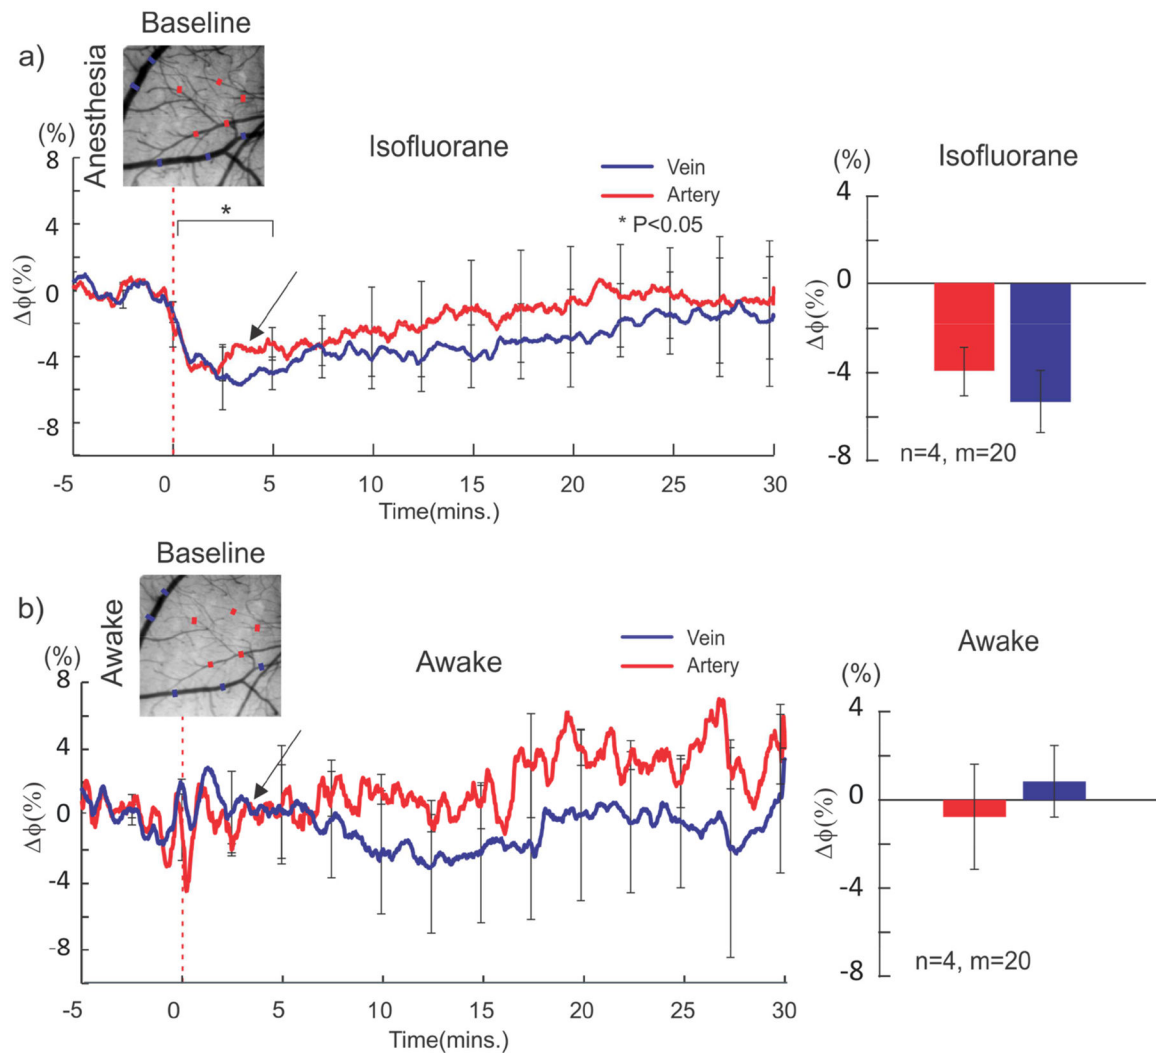 Baseline
a)
Anesthesia
(%)
Isofluorane
Vein
Artery
* P<0.05
*
8
4
0
-4
-8
Δϕ(%)
-5
0
5
10
15
20
25
30
Time(mins.)
(%)
Isofluorane
4
0
-4
-8
Δϕ(%)
n=4, m=20
Baseline
b)
Awake
(%)
Awake
Vein
Artery
8
4
0
-4
-8
Δϕ(%)
-5
0
5
10
15
20
25
30
Time(mins.)
Awake
(%)
4
0
-4
-8
Δϕ(%)
n=4, m=20